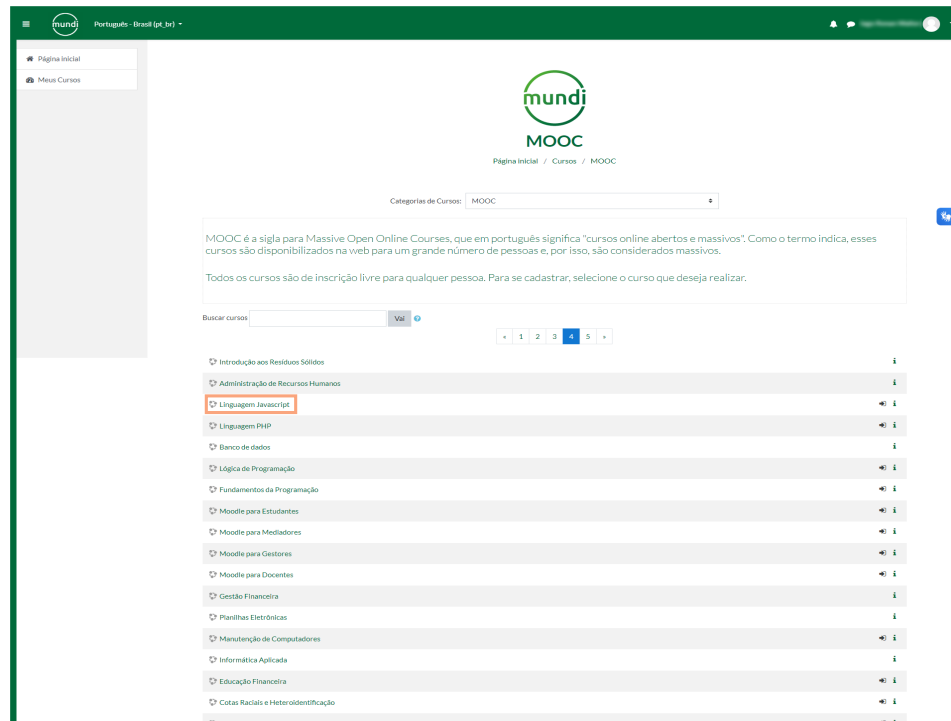 mundi
Português - Brasil (pt_br)
Página inicial
Meus Cursos
mundi
MOOC
Página inicial / Cursos / MOOC
Categorias de Cursos: MOOC
MOOC é a sigla para Massive Open Online Courses, que em português significa "cursos online abertos e massivos". Como o termo indica, esses
cursos são disponibilizados na web para um grande número de pessoas e, por isso, são considerados massivos.
Todos os cursos são de inscrição livre para qualquer pessoa. Para se cadastrar, selecione o curso que deseja realizar.
Buscar cursos Vai
« 1 2 3 4 5 »
Introdução aos Resíduos Sólidos
Administração de Recursos Humanos
Linguagem Javascript
Linguagem PHP
Banco de dados
Lógica de Programação
Fundamentos da Programação
Moodle para Estudantes
Moodle para Mediadores
Moodle para Gestores
Moodle para Docentes
Gestão Financeira
Planilhas Eletrônicas
Manutenção de Computadores
Informática Aplicada
Educação Financeira
Cotas Raciais e Heteroidentificação